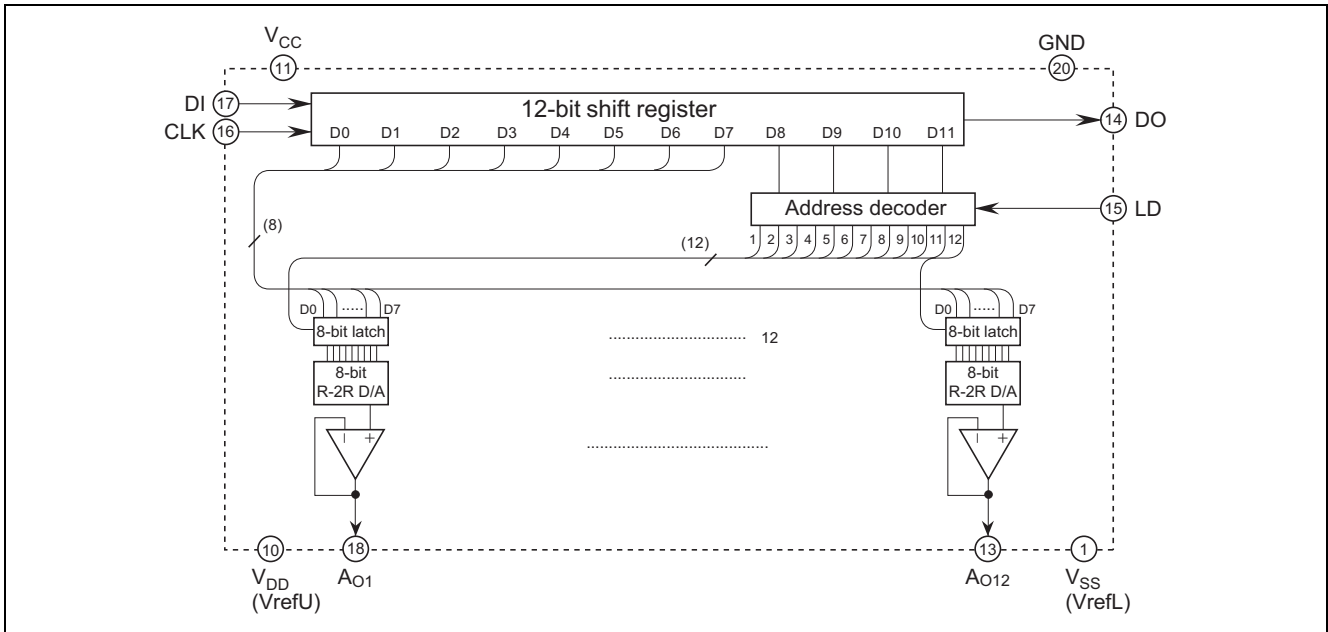 VCC
GND
11
20
DI 17
12-bit shift register
14 DO
CLK 16
D0 D1 D2 D3 D4 D5 D6 D7 D8 D9 D10 D11
Address decoder
15 LD
(8)
(12)
1 2 3 4 5 6 7 8 9 10 11 12
D0 ..... D7
D0 ..... D7
8-bit latch
12
8-bit latch
8-bit
R-2R D/A
8-bit
R-2R D/A
− +
− +
10
18
13
1
VDD
(VrefU)
AO1
AO12
VSS
(VrefL)